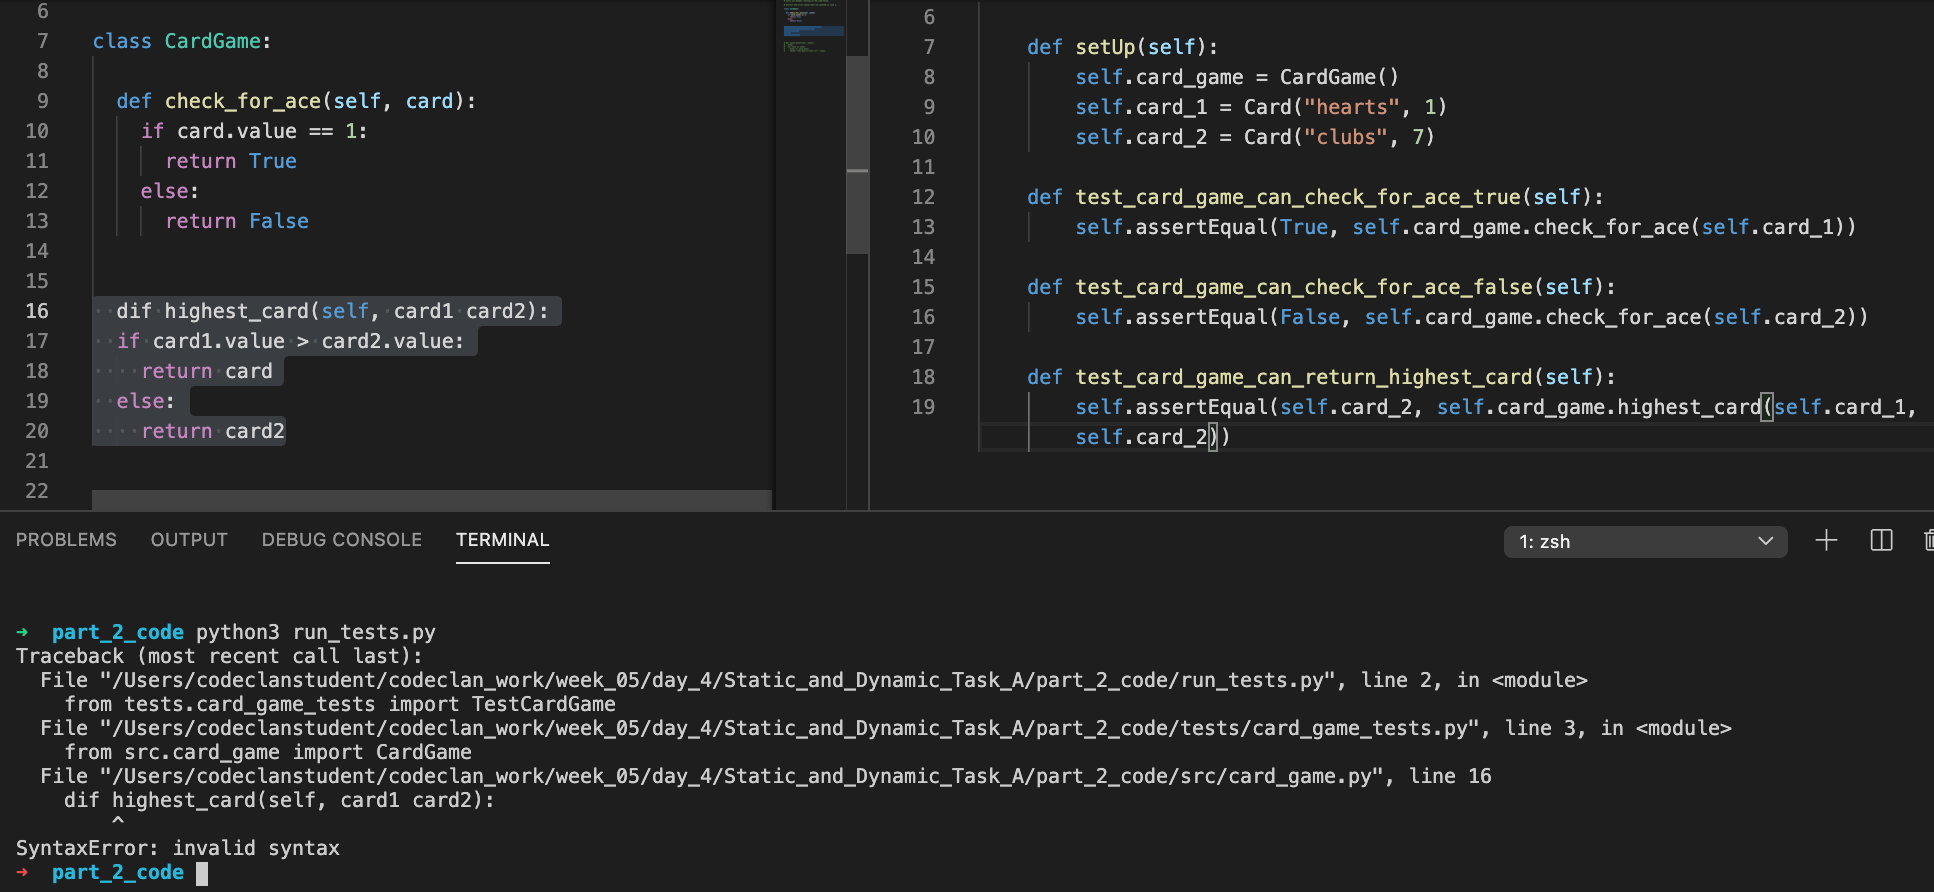 6
7 class CardGame:
8
9 def check_for_ace(self, card):
10 if card.value == 1:
11 return True
12 else:
13 return False
14
15
16 dif highest_card(self, card1 card2):
17 if card1.value > card2.value:
18 return card
19 else:
20 return card2
21
22
6
7 def setUp(self):
8 self.card_game = CardGame()
9 self.card_1 = Card("hearts", 1)
10 self.card_2 = Card("clubs", 7)
11
12 def test_card_game_can_check_for_ace_true(self):
13 self.assertEqual(True, self.card_game.check_for_ace(self.card_1))
14
15 def test_card_game_can_check_for_ace_false(self):
16 self.assertEqual(False, self.card_game.check_for_ace(self.card_2))
17
18 def test_card_game_can_return_highest_card(self):
19 self.assertEqual(self.card_2, self.card_game.highest_card(self.card_1,
self.card_2))
PROBLEMS OUTPUT DEBUG CONSOLE TERMINAL 1: zsh
➜ part_2_code python3 run_tests.py
Traceback (most recent call last):
File "/Users/codeclanstudent/codeclan_work/week_05/day_4/Static_and_Dynamic_Task_A/part_2_code/run_tests.py", line 2, in <module>
from tests.card_game_tests import TestCardGame
File "/Users/codeclanstudent/codeclan_work/week_05/day_4/Static_and_Dynamic_Task_A/part_2_code/tests/card_game_tests.py", line 3, in <module>
from src.card_game import CardGame
File "/Users/codeclanstudent/codeclan_work/week_05/day_4/Static_and_Dynamic_Task_A/part_2_code/src/card_game.py", line 16
dif highest_card(self, card1 card2):
^
SyntaxError: invalid syntax
➜ part_2_code